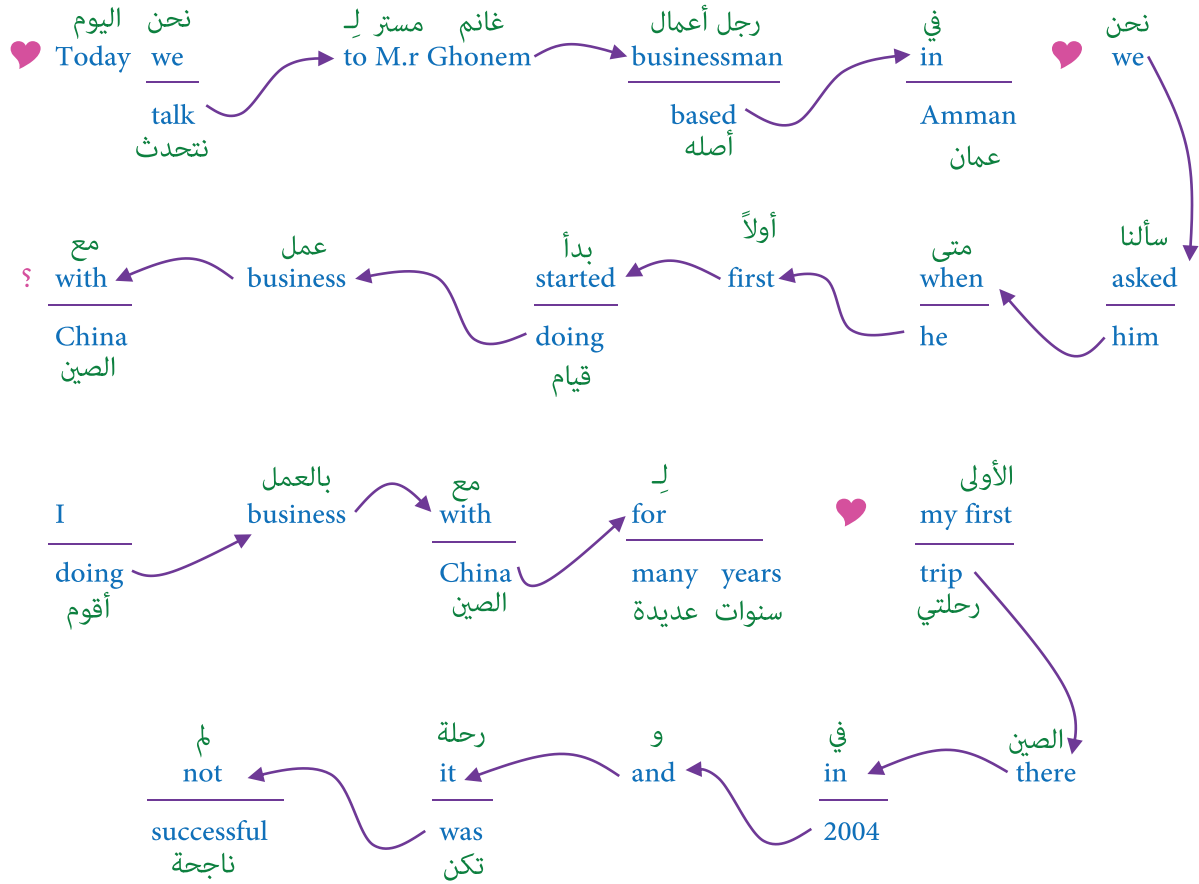 اليوم نحن لِـ مستر غانم رجل أعمال في نحن
Today we to M.r Ghonem businessman in we
talk based Amman
نتحدث أصله عمان
مع عمل بدأ أولاً متى سألنا
؟ with business started first when asked
China doing he him
الصين قيام
بالعمل مع لِـ الأولى
I business with for my first
doing China many years trip
أقوم الصين عديدة سنوات رحلتي
لم رحلة و في الصين
not it and in there
successful was 2004
ناجحة تكن